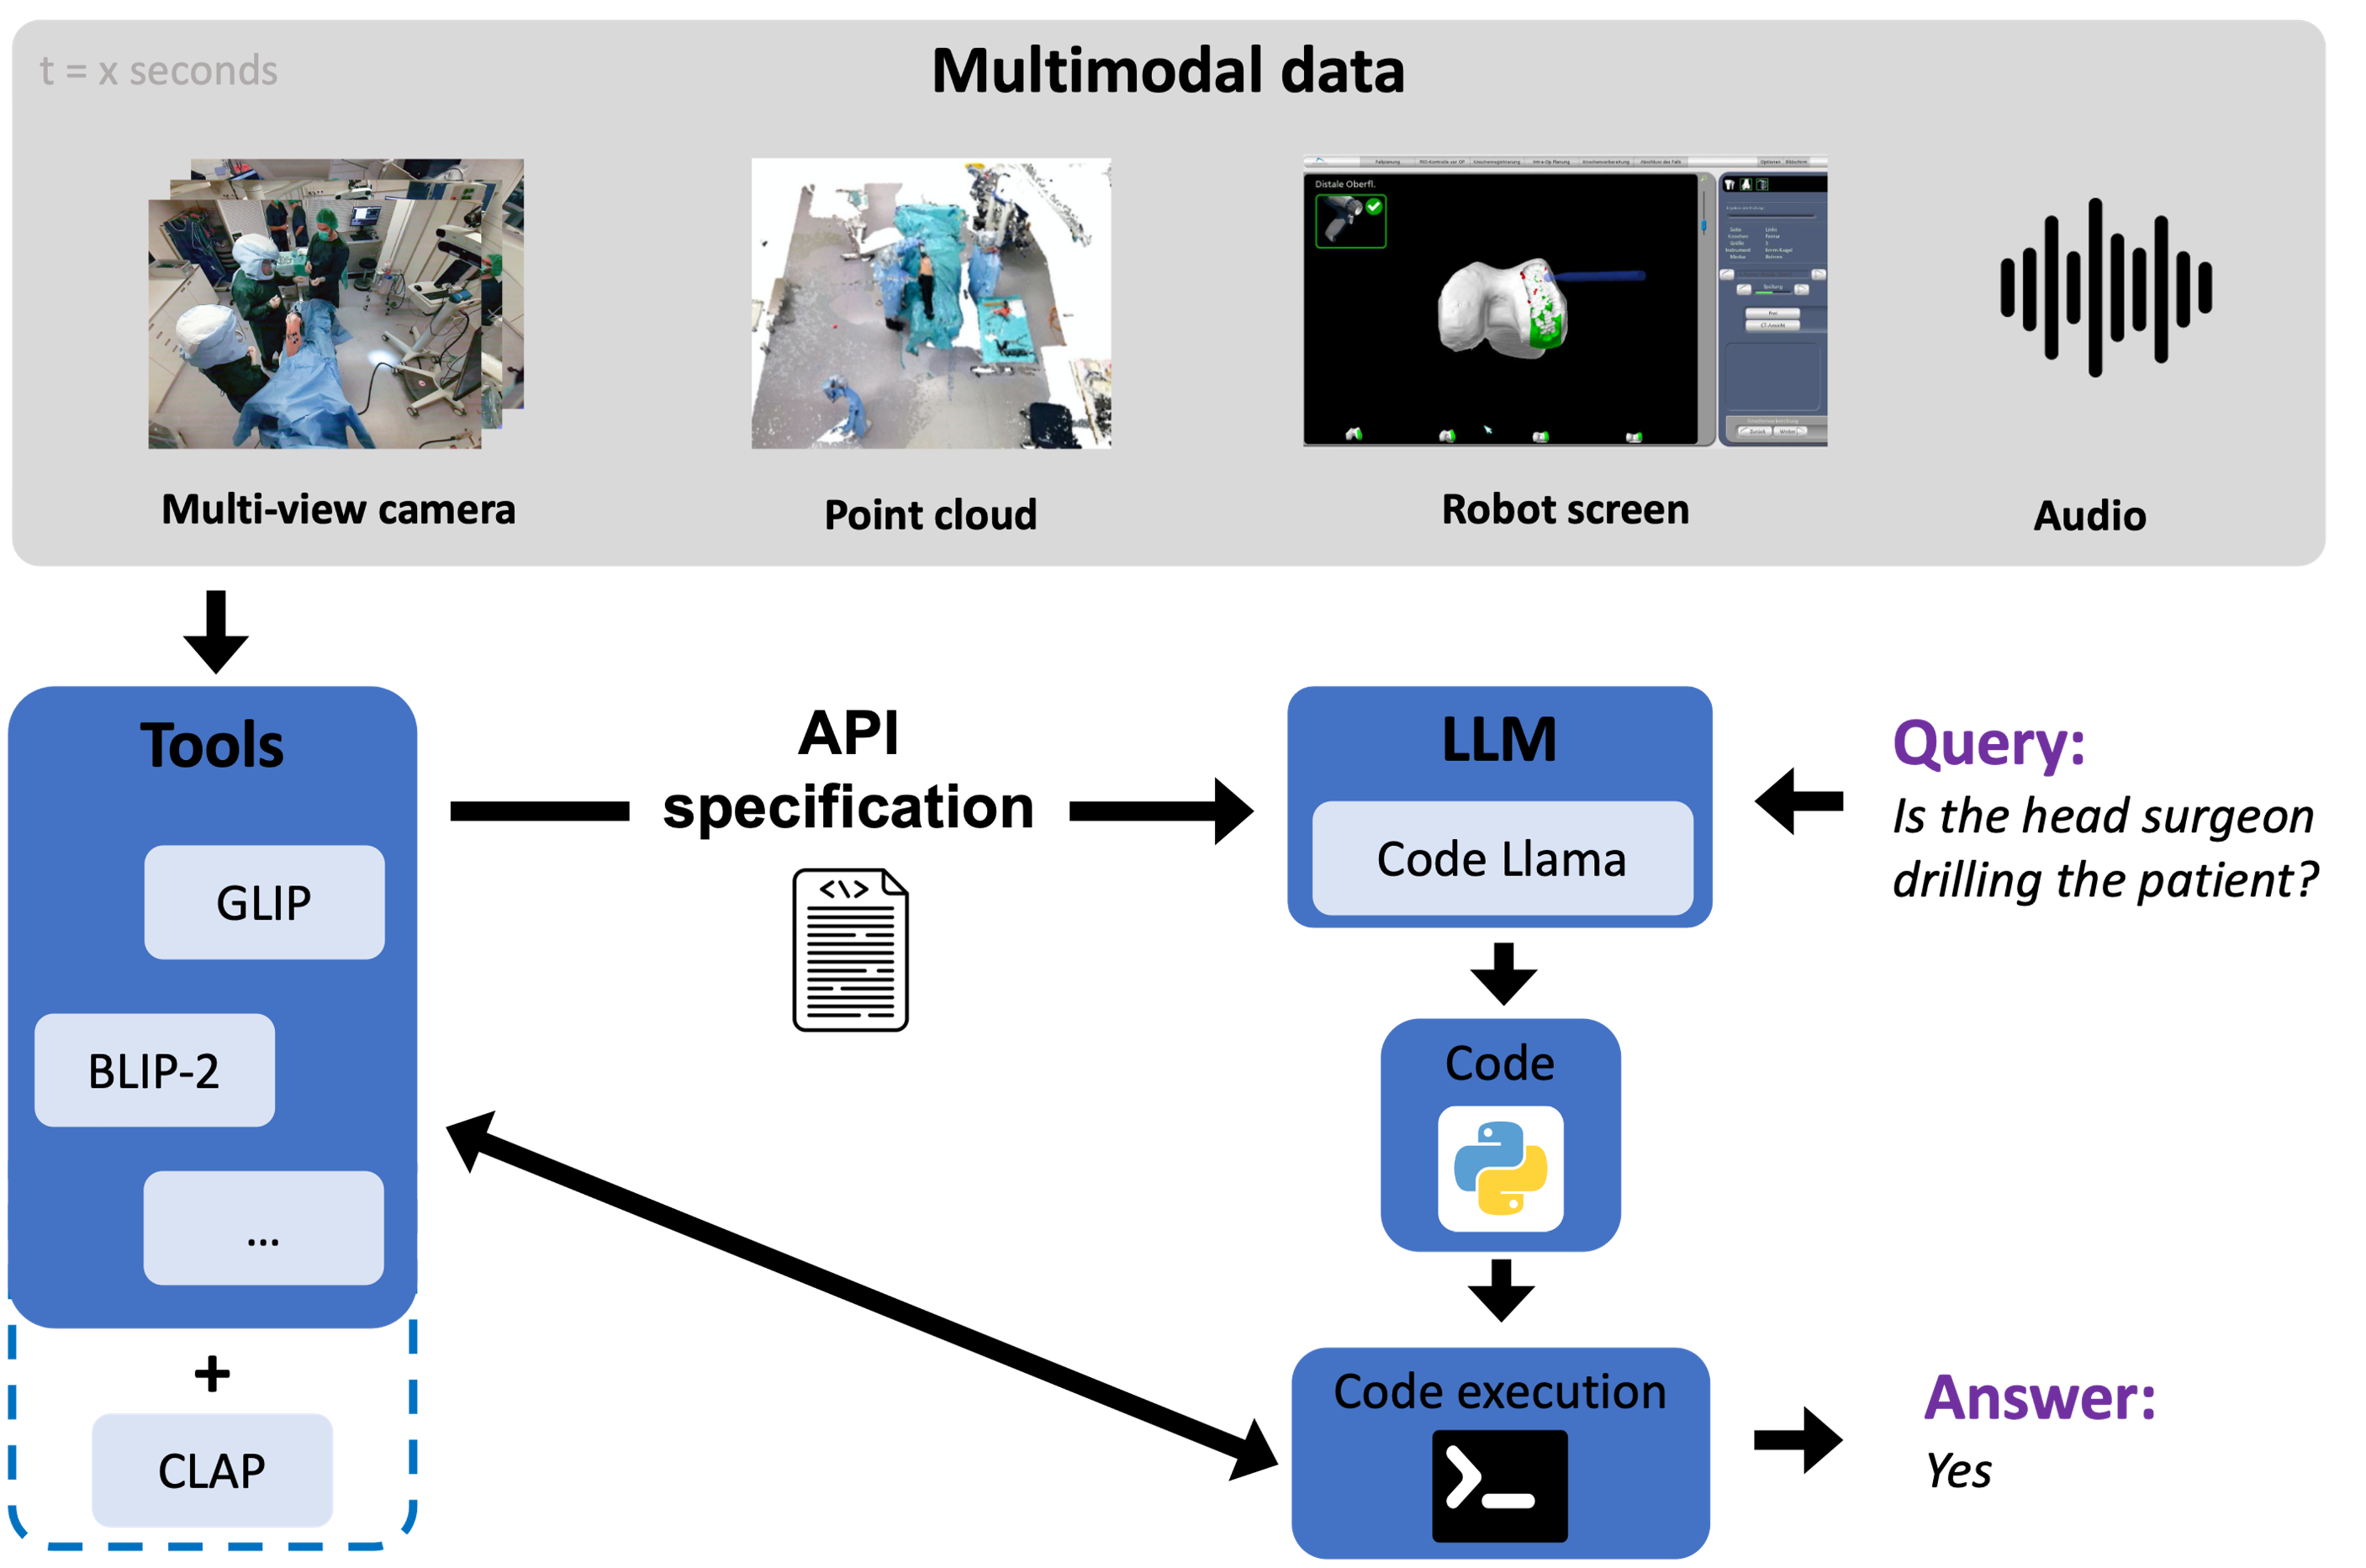 t = x seconds
Multimodal data
Distale Oberfl.
Multi-view camera
Point cloud
Robot screen
Audio
Tools
GLIP
BLIP-2
...
+
CLAP
API
specification
<\>
LLM
Code Llama
Query:
Is the head surgeon
drilling the patient?
Code
Code execution
>_
Answer:
Yes